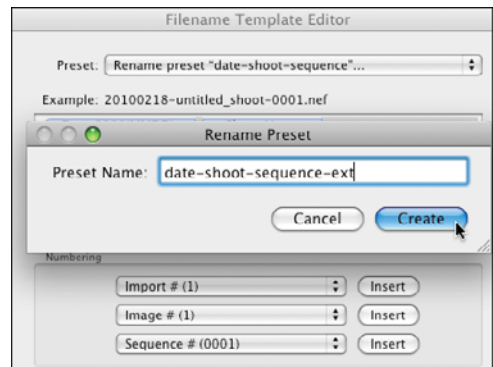 Filename Template Editor
Preset: Rename preset "date-shoot-sequence"...
Example: 20100218-untitled_shoot-0001.nef
Rename Preset
Preset Name: date-shoot-sequence-ext
Cancel Create
Numbering
Import # (1) Insert
Image # (1) Insert
Sequence # (0001) Insert